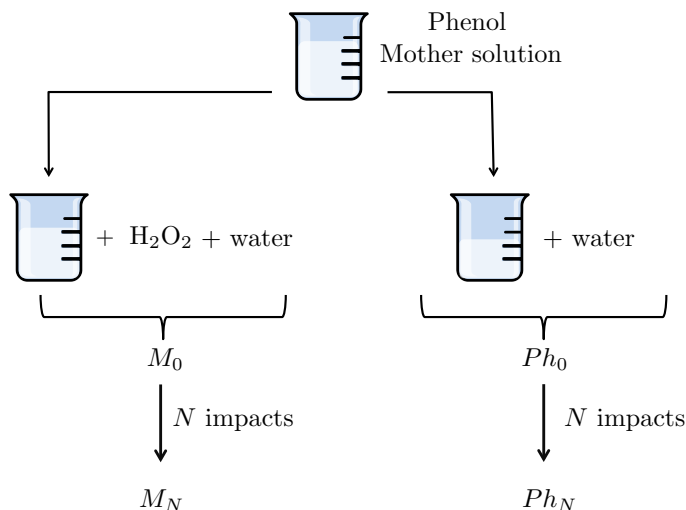 Phenol
Mother solution
+ H₂O₂ + water
+ water
M₀
Ph₀
N impacts
N impacts
M_N
Ph_N